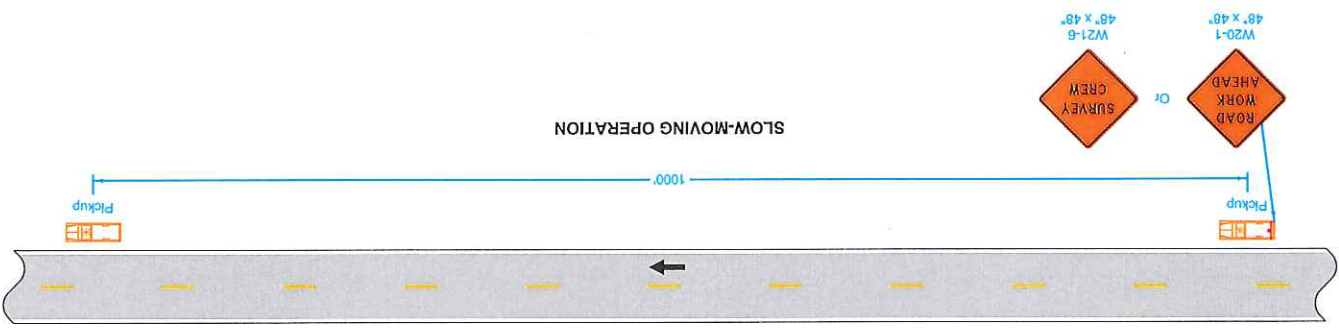 Pickup
Pickup
1000'
SLOW-MOVING OPERATION
ROAD
WORK
AHEAD
Or
SURVEY
CREW
W20-1
48" x 48"
W21-6
48" x 48"